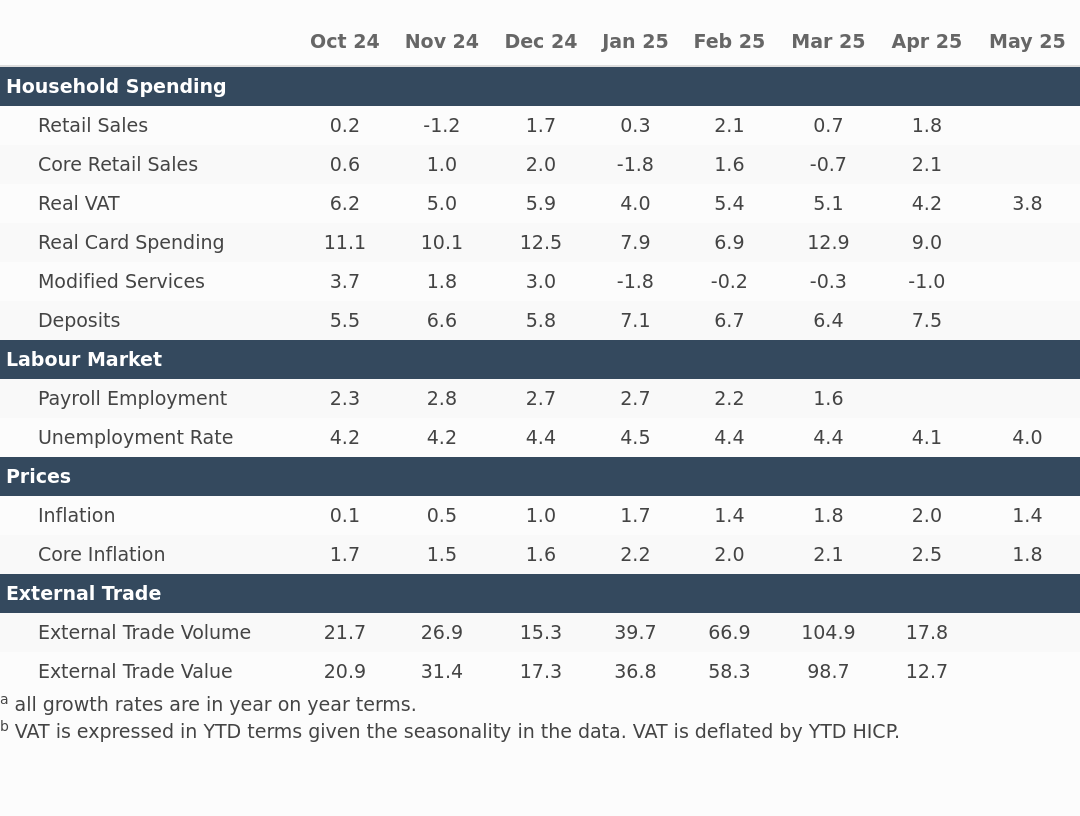 Oct 24 Nov 24 Dec 24 Jan 25 Feb 25 Mar 25 Apr 25 May 25
Household Spending
Retail Sales 0.2 -1.2 1.7 0.3 2.1 0.7 1.8
Core Retail Sales 0.6 1.0 2.0 -1.8 1.6 -0.7 2.1
Real VAT 6.2 5.0 5.9 4.0 5.4 5.1 4.2 3.8
Real Card Spending 11.1 10.1 12.5 7.9 6.9 12.9 9.0
Modified Services 3.7 1.8 3.0 -1.8 -0.2 -0.3 -1.0
Deposits 5.5 6.6 5.8 7.1 6.7 6.4 7.5
Labour Market
Payroll Employment 2.3 2.8 2.7 2.7 2.2 1.6
Unemployment Rate 4.2 4.2 4.4 4.5 4.4 4.4 4.1 4.0
Prices
Inflation 0.1 0.5 1.0 1.7 1.4 1.8 2.0 1.4
Core Inflation 1.7 1.5 1.6 2.2 2.0 2.1 2.5 1.8
External Trade
External Trade Volume 21.7 26.9 15.3 39.7 66.9 104.9 17.8
External Trade Value 20.9 31.4 17.3 36.8 58.3 98.7 12.7
a all growth rates are in year on year terms.
b VAT is expressed in YTD terms given the seasonality in the data. VAT is deflated by YTD HICP.